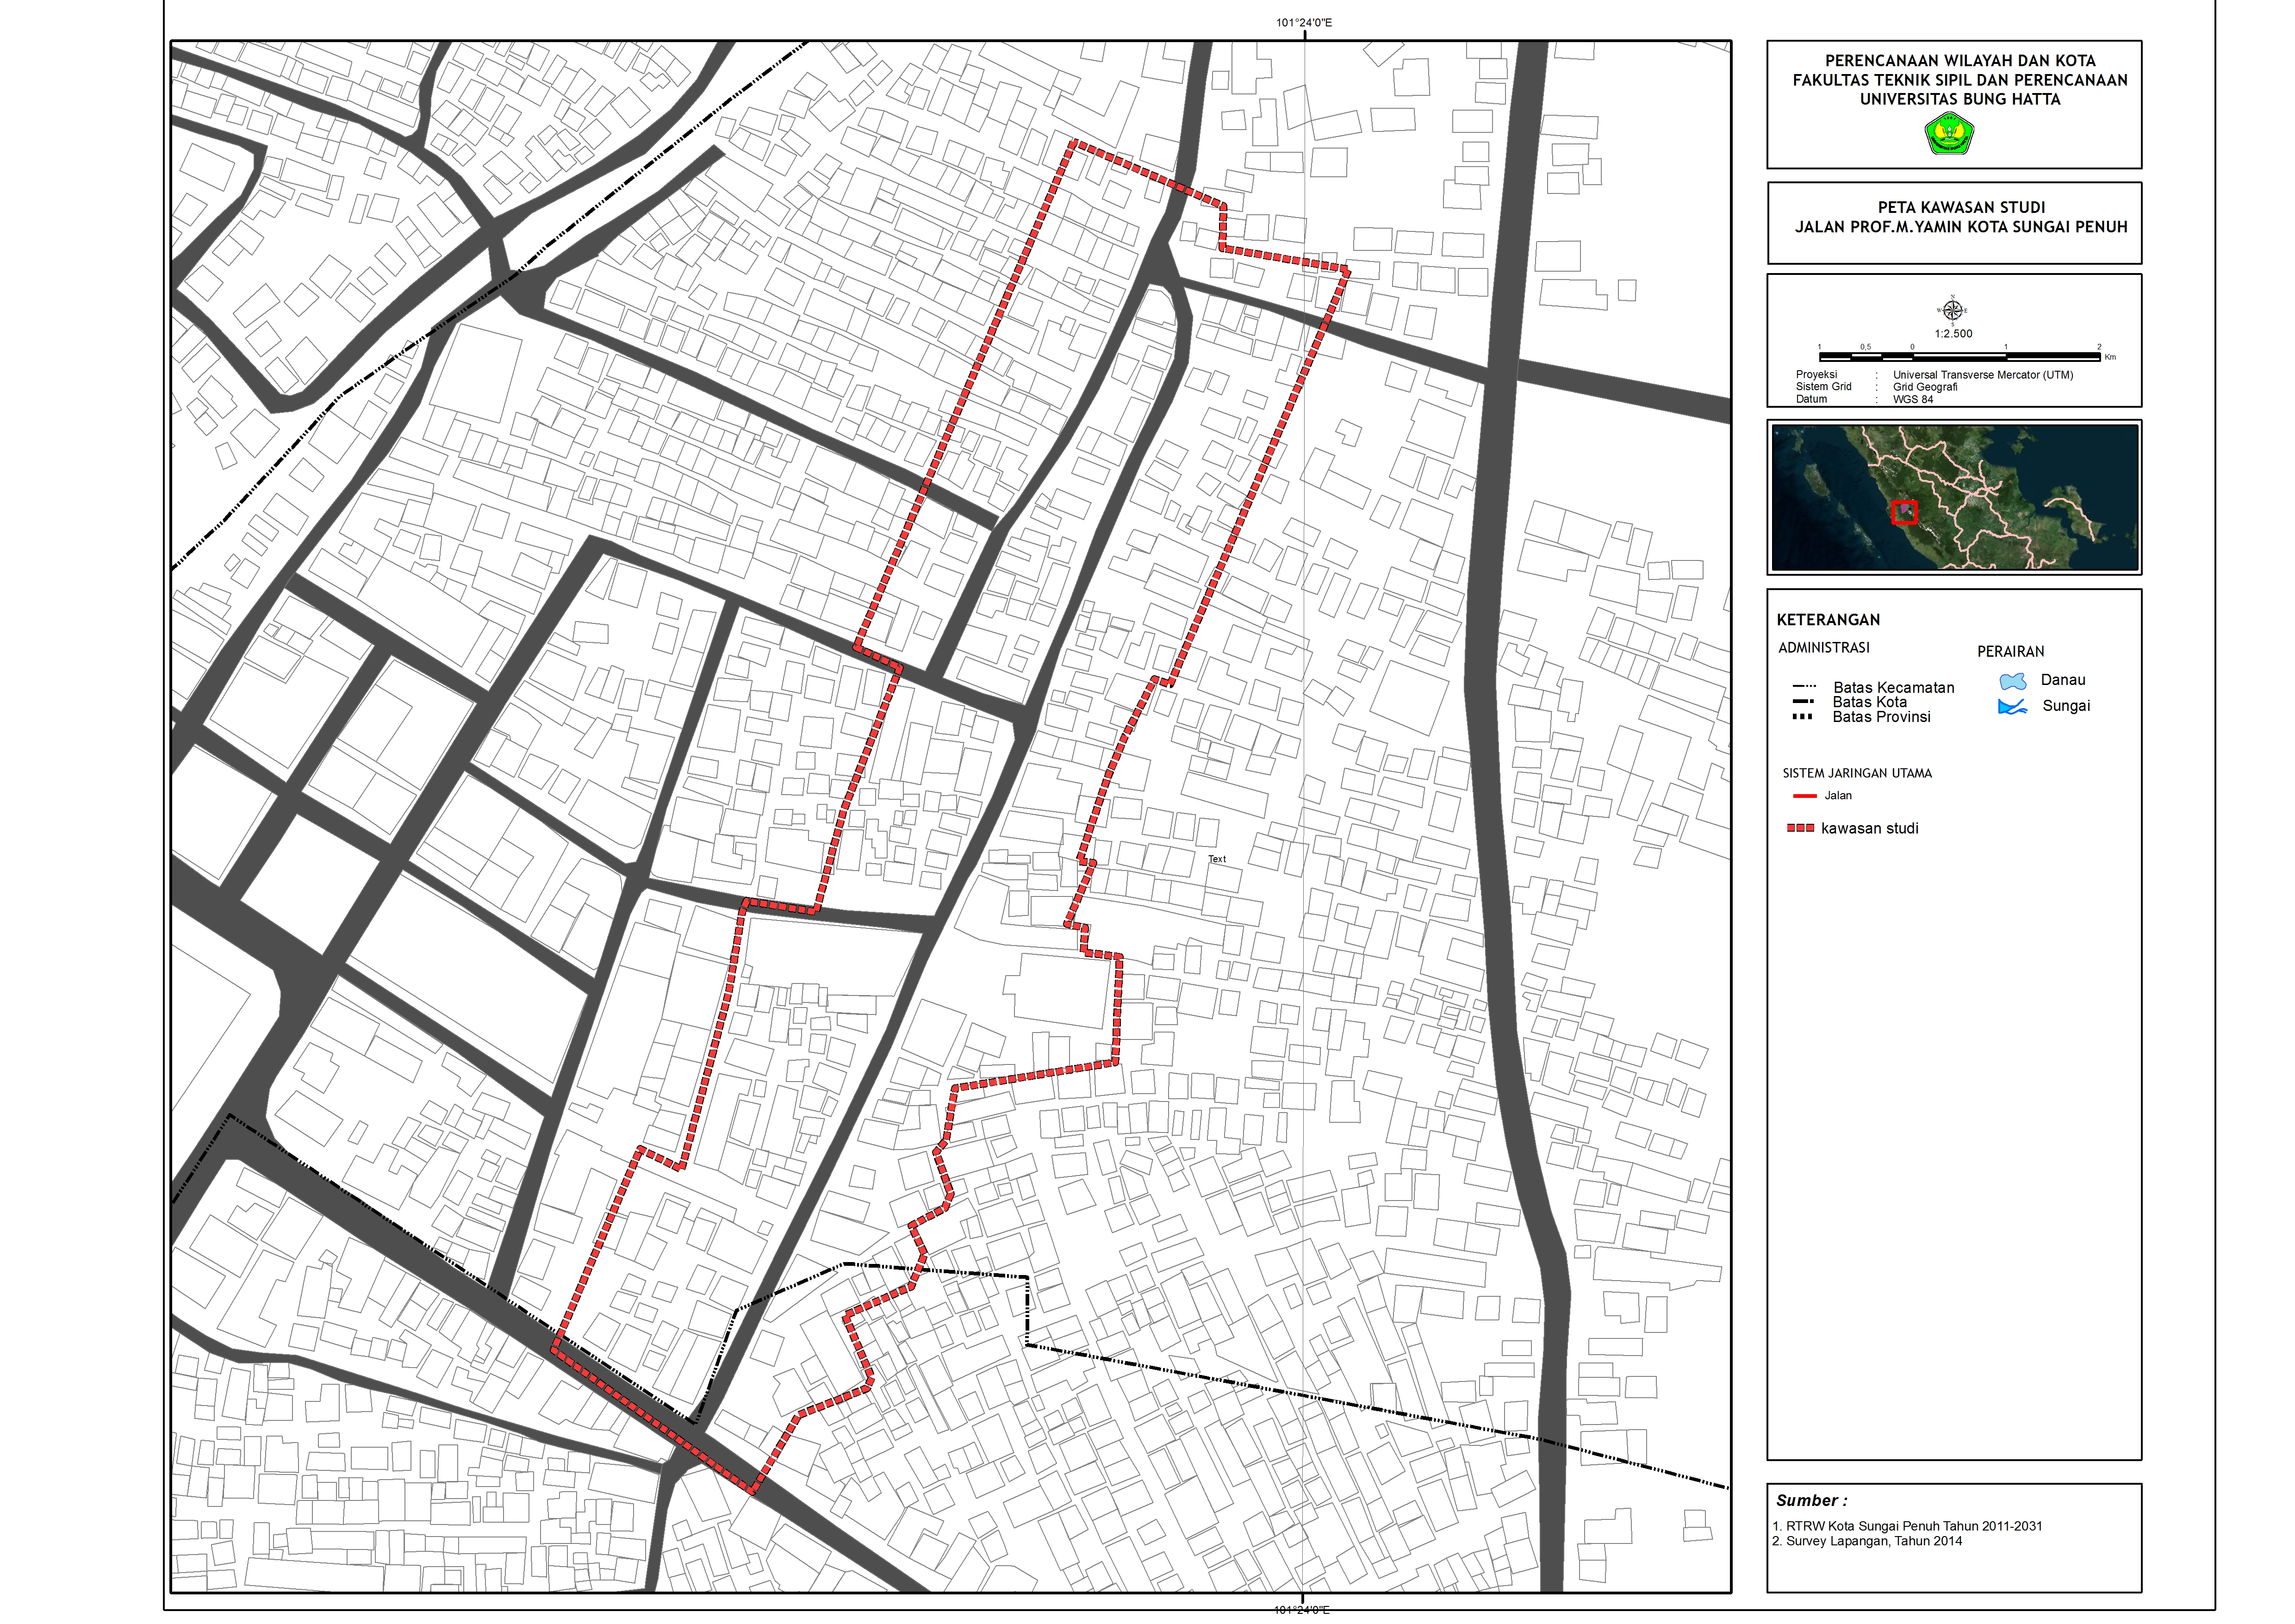 101°24'0"E
PERENCANAAN WILAYAH DAN KOTA
FAKULTAS TEKNIK SIPIL DAN PERENCANAAN
UNIVERSITAS BUNG HATTA
PETA KAWASAN STUDI
JALAN PROF.M.YAMIN KOTA SUNGAI PENUH
N
W E
S
1:2.500
1 0,5 0 1 2
Km
Proyeksi : Universal Transverse Mercator (UTM)
Sistem Grid : Grid Geografi
Datum : WGS 84
KETERANGAN
ADMINISTRASI
PERAIRAN
Batas Kecamatan
Batas Kota
Batas Provinsi
Danau
Sungai
SISTEM JARINGAN UTAMA
Jalan
kawasan studi
Text
Sumber :
1. RTRW Kota Sungai Penuh Tahun 2011-2031
2. Survey Lapangan, Tahun 2014
101°24'0"E